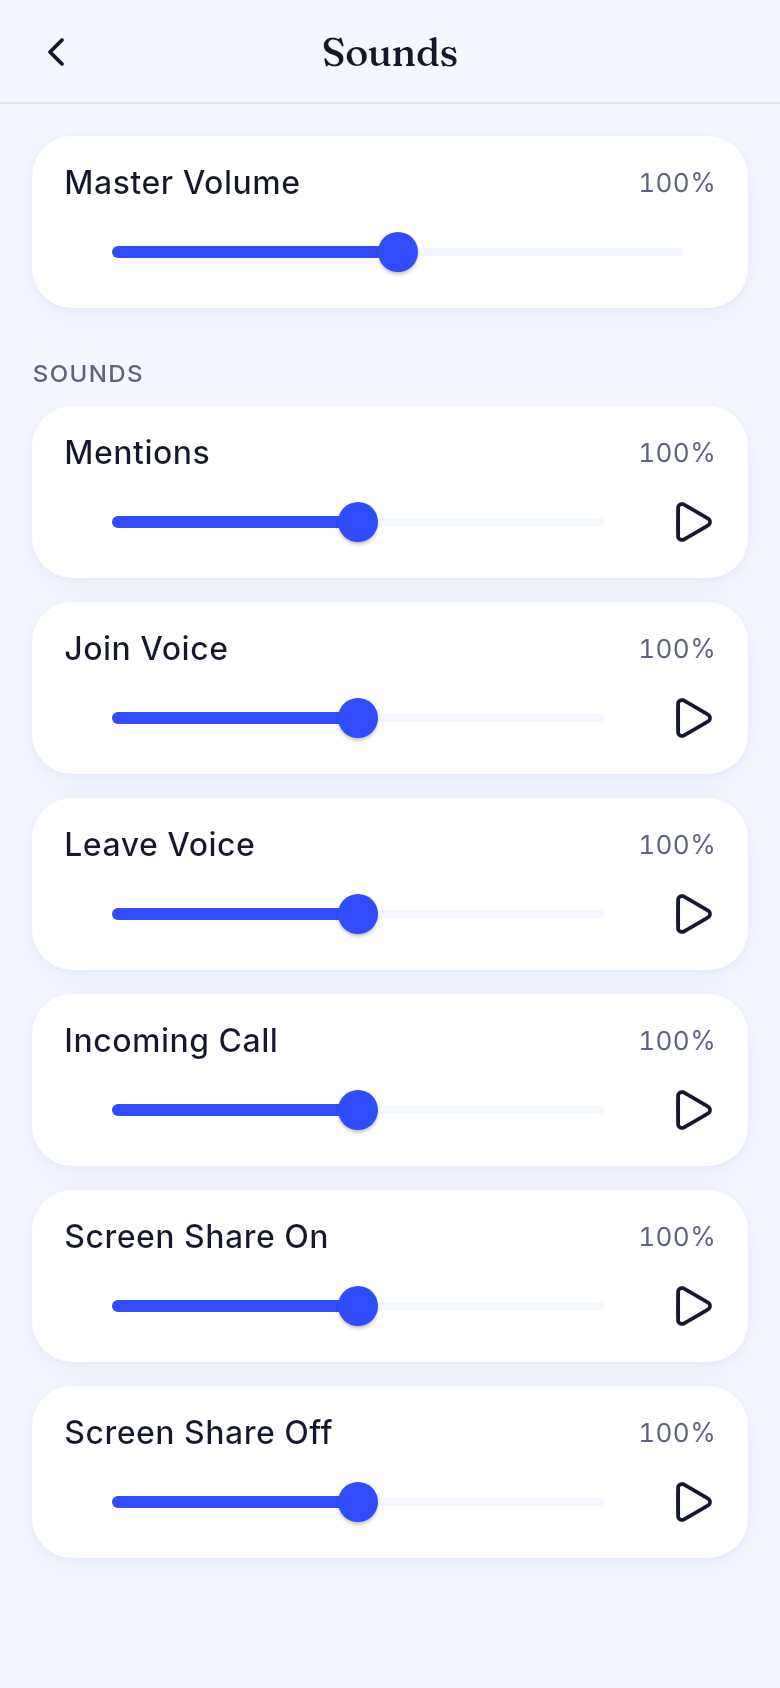 Sounds
Master Volume 100%
SOUNDS
Mentions 100%
Join Voice 100%
Leave Voice 100%
Incoming Call 100%
Screen Share On 100%
Screen Share Off 100%